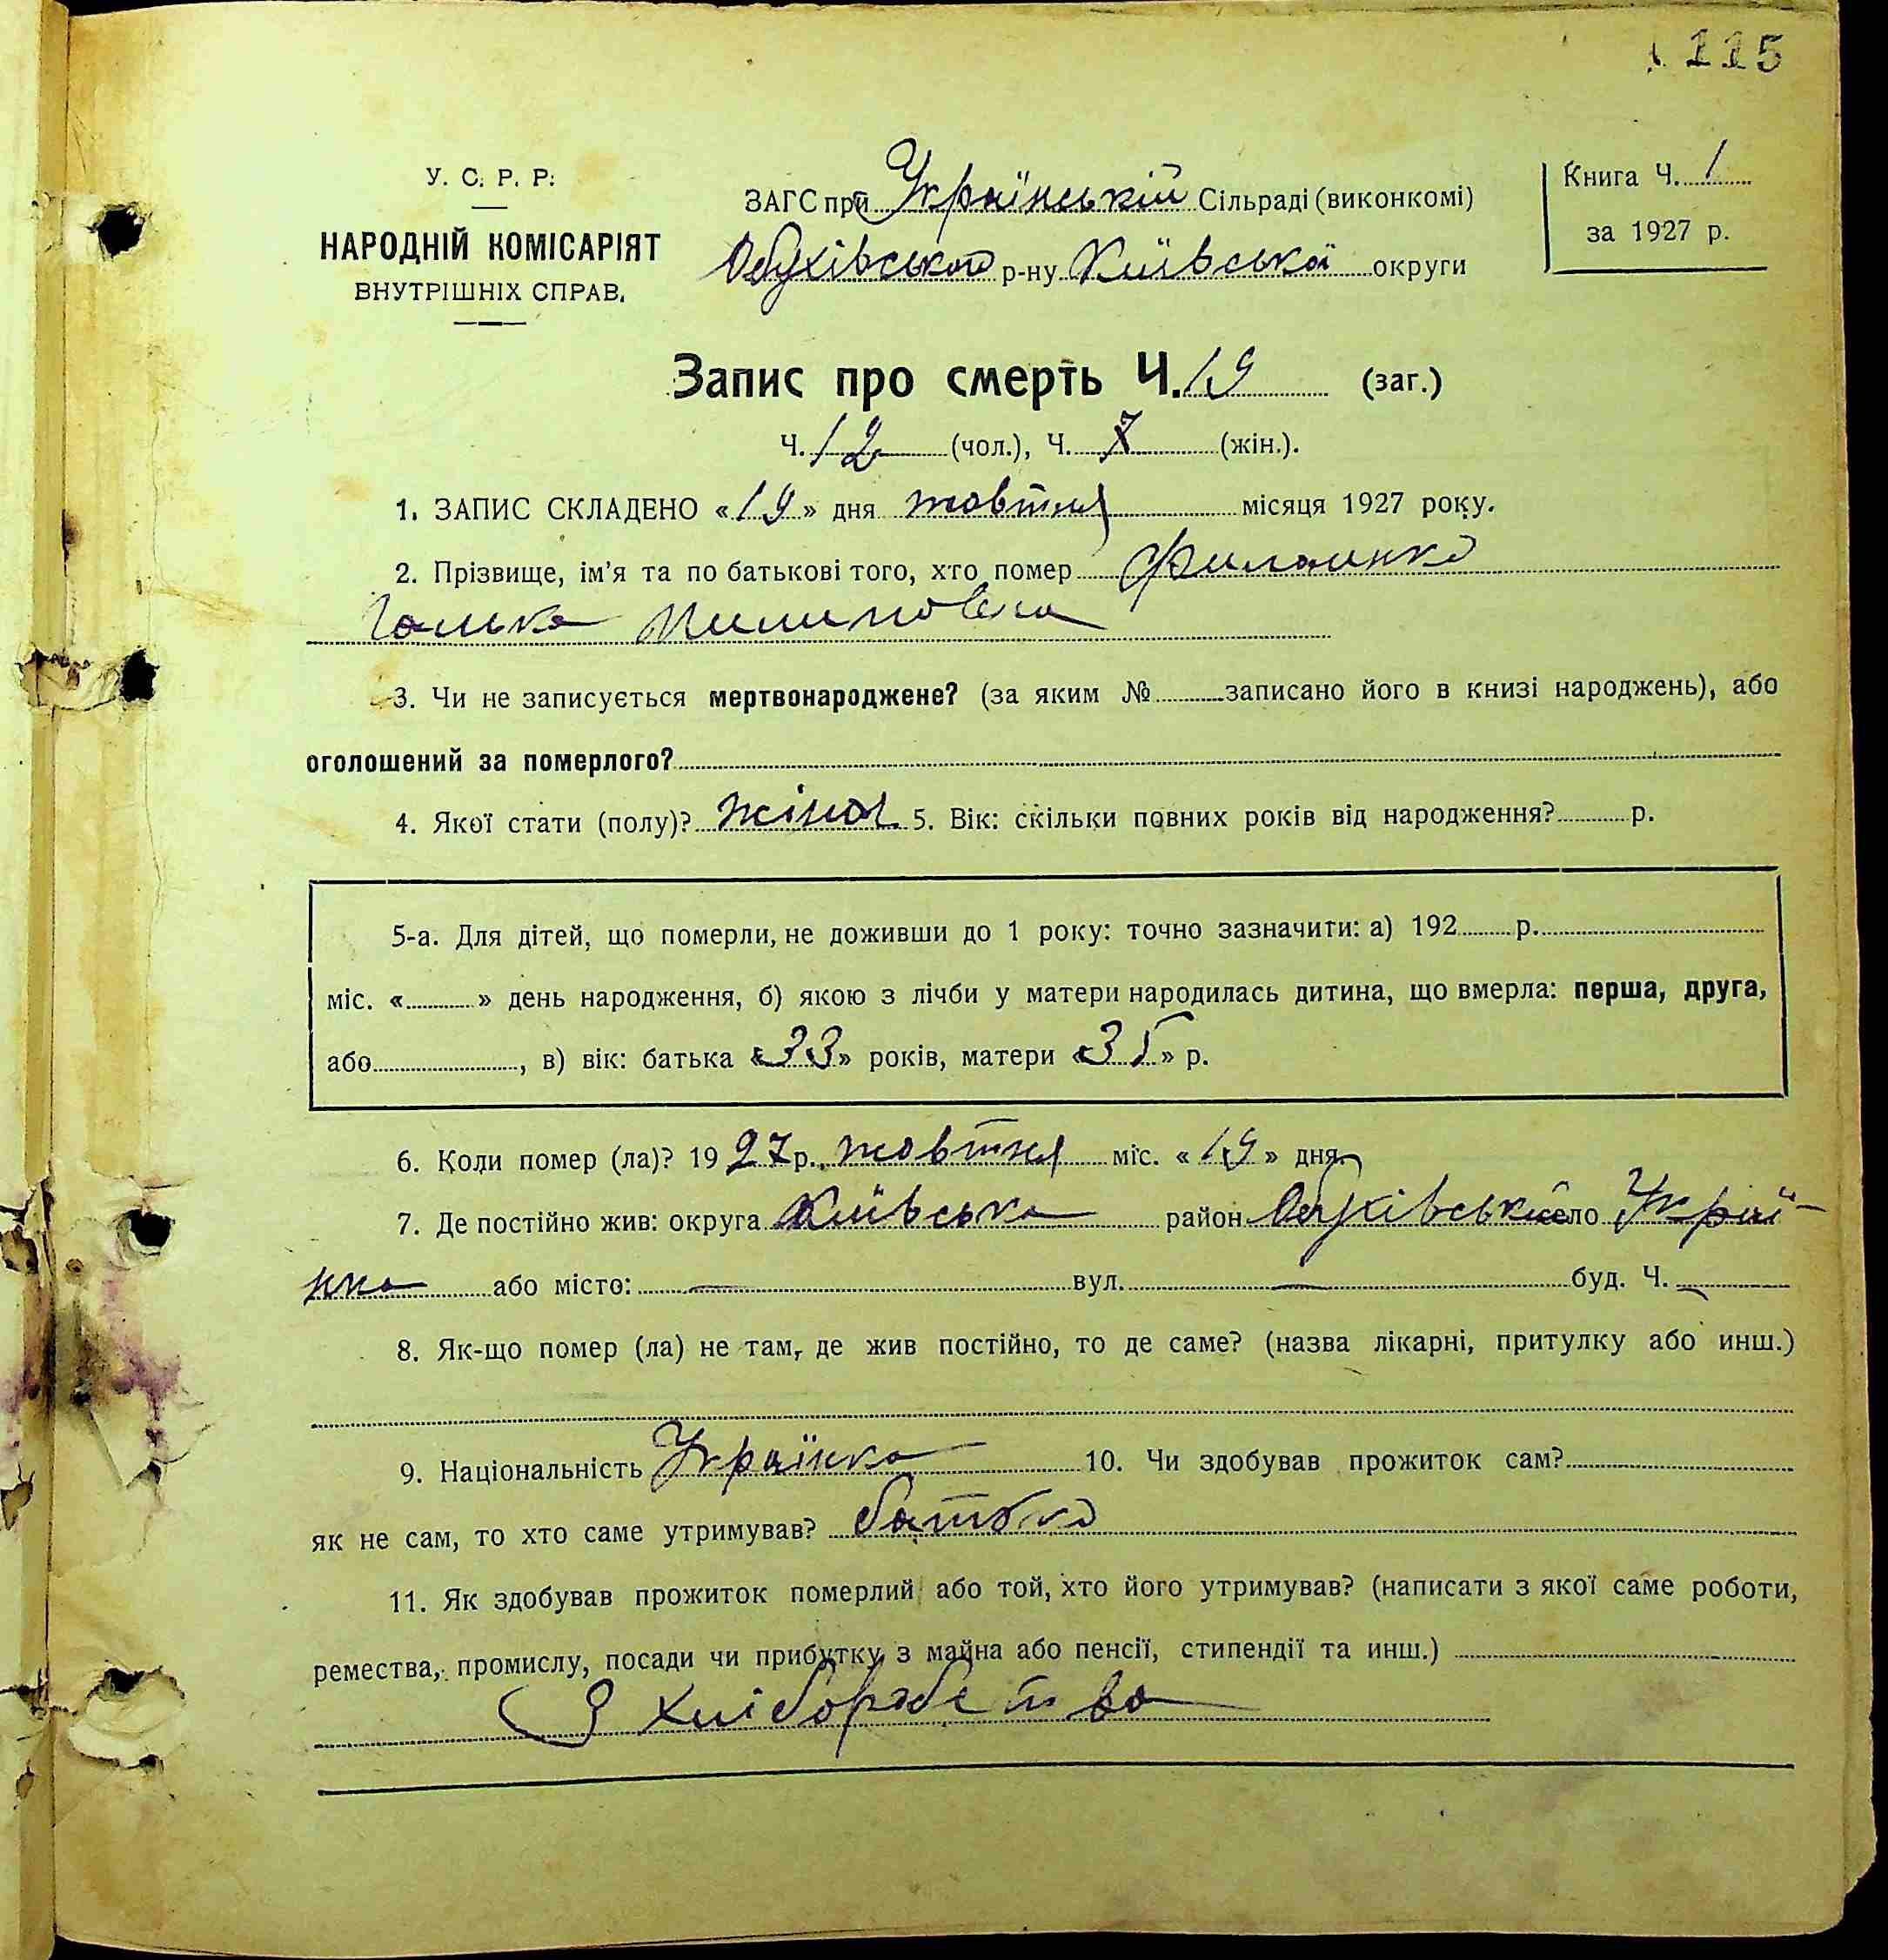 115
У. С. Р. Р.
НАРОДНІЙ КОМІСАРІЯТ
ВНУТРІШНІХ СПРАВ.
ЗАГС при Українській Сільраді (виконкомі)
Обухівського р-ну Київської округи
Книга Ч. 1
за 1927 р.
Запис про смерть Ч. 19 (заг.)
Ч. 12 (чол.), Ч. 7 (жін.).
1. ЗАПИС СКЛАДЕНО «19» дня жовтня місяця 1927 року.
2. Прізвище, ім'я та по батькові того, хто помер
Галька Пилиповна
3. Чи не записується мертвонароджене? (за яким № записано його в книзі народжень), або
оголошений за померлого?
4. Якої стати (полу)? жіноч. 5. Вік: скільки повних років від народження? р.
5-а. Для дітей, що померли, не доживши до 1 року: точно зазначити: а) 192 р.
міс. « » день народження, б) якою з лічби у матери народилась дитина, що вмерла: перша, друга,
або , в) вік: батька «33» років, матери «35» р.
6. Коли помер (ла)? 1927 р. жовтня міс. «19» дня.
7. Де постійно жив: округа Київська район Обухівський село Украї-
нка або місто: — вул. — буд. Ч. —
8. Як-що помер (ла) не там, де жив постійно, то де саме? (назва лікарні, притулку або инш.)
9. Національність Українка 10. Чи здобував прожиток сам?
як не сам, то хто саме утримував? батько
11. Як здобував прожиток померлий або той, хто його утримував? (написати з якої саме роботи,
ремества, промислу, посади чи прибутку з майна або пенсії, стипендії та инш.)
З хліборобства